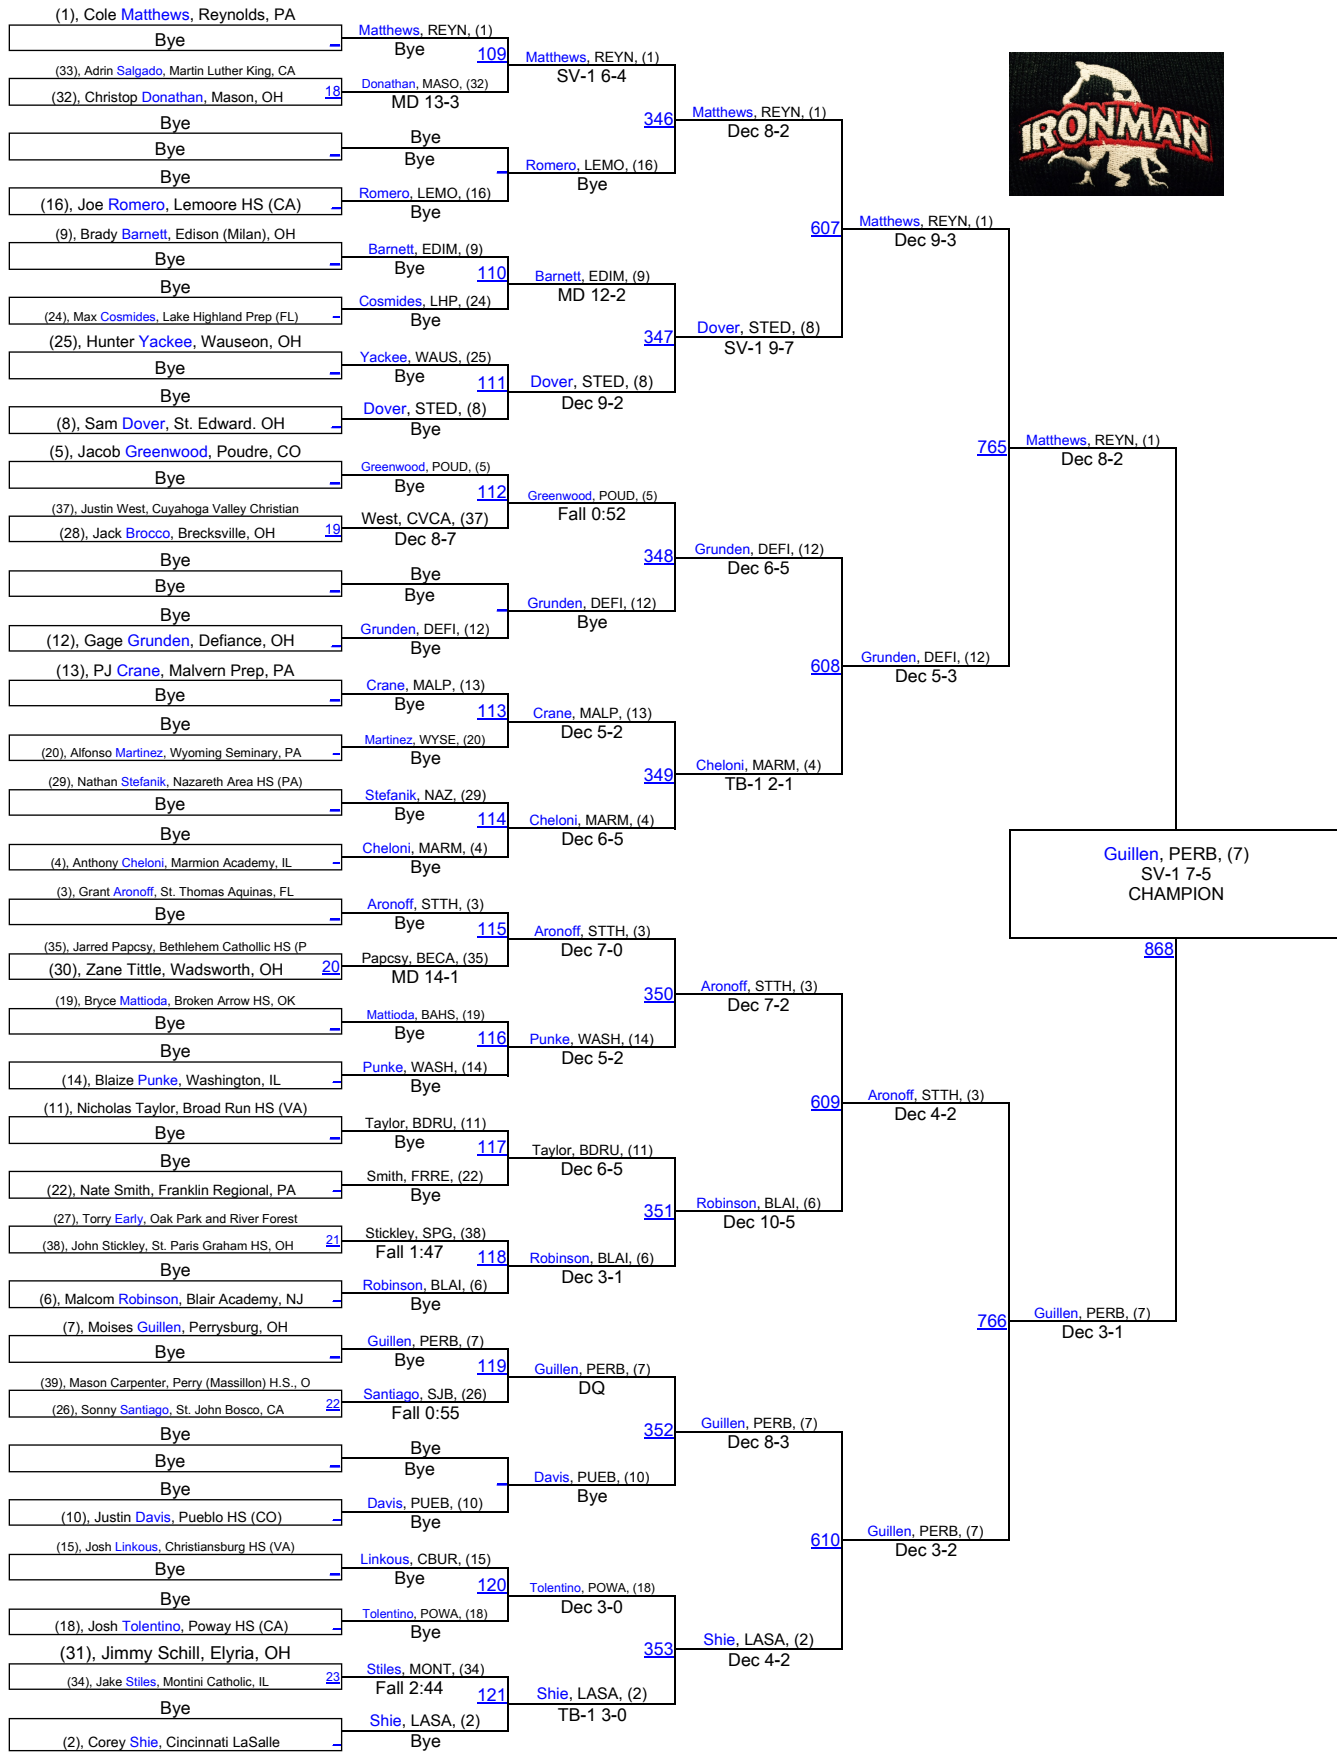 (1), Cole Matthews, Reynolds, PA
Bye
(33), Adrin Salgado, Martin Luther King, CA
18
(32), Christop Donathan, Mason, OH
Bye
Bye
Bye
(16), Joe Romero, Lemoore HS (CA)
(9), Brady Barnett, Edison (Milan), OH
Bye
Bye
(24), Max Cosmides, Lake Highland Prep (FL)
(25), Hunter Yackee, Wauseon, OH
Bye
Bye
(8), Sam Dover, St. Edward. OH
(5), Jacob Greenwood, Poudre, CO
Bye
(37), Justin West, Cuyahoga Valley Christian
19
(28), Jack Brocco, Brecksville, OH
Bye
Bye
Bye
(12), Gage Grunden, Defiance, OH
(13), PJ Crane, Malvern Prep, PA
Bye
Bye
(20), Alfonso Martinez, Wyoming Seminary, PA
(29), Nathan Stefanik, Nazareth Area HS (PA)
Bye
Bye
(4), Anthony Cheloni, Marmion Academy, IL
(3), Grant Aronoff, St. Thomas Aquinas, FL
Bye
(35), Jarred Papcsy, Bethlehem Cathollic HS (P
20
(30), Zane Tittle, Wadsworth, OH
(19), Bryce Mattioda, Broken Arrow HS, OK
Bye
Bye
(14), Blaize Punke, Washington, IL
(11), Nicholas Taylor, Broad Run HS (VA)
Bye
Bye
(22), Nate Smith, Franklin Regional, PA
(27), Torry Early, Oak Park and River Forest
21
(38), John Stickley, St. Paris Graham HS, OH
Bye
(6), Malcom Robinson, Blair Academy, NJ
(7), Moises Guillen, Perrysburg, OH
Bye
(39), Mason Carpenter, Perry (Massillon) H.S., O
22
(26), Sonny Santiago, St. John Bosco, CA
Bye
Bye
Bye
(10), Justin Davis, Pueblo HS (CO)
(15), Josh Linkous, Christiansburg HS (VA)
Bye
Bye
(18), Josh Tolentino, Poway HS (CA)
(31), Jimmy Schill, Elyria, OH
23
(34), Jake Stiles, Montini Catholic, IL
Bye
(2), Corey Shie, Cincinnati LaSalle
Matthews, REYN, (1)
Bye
109
Donathan, MASO, (32)
MD 13-3
Bye
Bye
Romero, LEMO, (16)
Bye
Barnett, EDIM, (9)
Bye
110
Cosmides, LHP, (24)
Bye
Yackee, WAUS, (25)
Bye
111
Dover, STED, (8)
Bye
Greenwood, POUD, (5)
Bye
112
West, CVCA, (37)
Dec 8-7
Bye
Bye
Grunden, DEFI, (12)
Bye
Crane, MALP, (13)
Bye
113
Martinez, WYSE, (20)
Bye
Stefanik, NAZ, (29)
Bye
114
Cheloni, MARM, (4)
Bye
Aronoff, STTH, (3)
Bye
115
Papcsy, BECA, (35)
MD 14-1
Mattioda, BAHS, (19)
Bye
116
Punke, WASH, (14)
Bye
Taylor, BDRU, (11)
Bye
117
Smith, FRRE, (22)
Bye
Stickley, SPG, (38)
Fall 1:47
118
Robinson, BLAI, (6)
Bye
Guillen, PERB, (7)
Bye
119
Santiago, SJB, (26)
Fall 0:55
Bye
Bye
Davis, PUEB, (10)
Bye
Linkous, CBUR, (15)
Bye
120
Tolentino, POWA, (18)
Bye
Stiles, MONT, (34)
Fall 2:44
121
Shie, LASA, (2)
Bye
Matthews, REYN, (1)
SV-1 6-4
346
Romero, LEMO, (16)
Bye
Barnett, EDIM, (9)
MD 12-2
347
Dover, STED, (8)
Dec 9-2
Greenwood, POUD, (5)
Fall 0:52
348
Grunden, DEFI, (12)
Bye
Crane, MALP, (13)
Dec 5-2
349
Cheloni, MARM, (4)
Dec 6-5
Aronoff, STTH, (3)
Dec 7-0
350
Punke, WASH, (14)
Dec 5-2
Taylor, BDRU, (11)
Dec 6-5
351
Robinson, BLAI, (6)
Dec 3-1
Guillen, PERB, (7)
DQ
352
Davis, PUEB, (10)
Bye
Tolentino, POWA, (18)
Dec 3-0
353
Shie, LASA, (2)
TB-1 3-0
Matthews, REYN, (1)
Dec 8-2
607
Dover, STED, (8)
SV-1 9-7
Grunden, DEFI, (12)
Dec 6-5
608
Cheloni, MARM, (4)
TB-1 2-1
Aronoff, STTH, (3)
Dec 7-2
609
Robinson, BLAI, (6)
Dec 10-5
Guillen, PERB, (7)
Dec 8-3
610
Shie, LASA, (2)
Dec 4-2
Matthews, REYN, (1)
Dec 9-3
765
Grunden, DEFI, (12)
Dec 5-3
Aronoff, STTH, (3)
Dec 4-2
766
Guillen, PERB, (7)
Dec 3-2
IRONMAN
Matthews, REYN, (1)
Dec 8-2
Guillen, PERB, (7)
SV-1 7-5
CHAMPION
868
Guillen, PERB, (7)
Dec 3-1